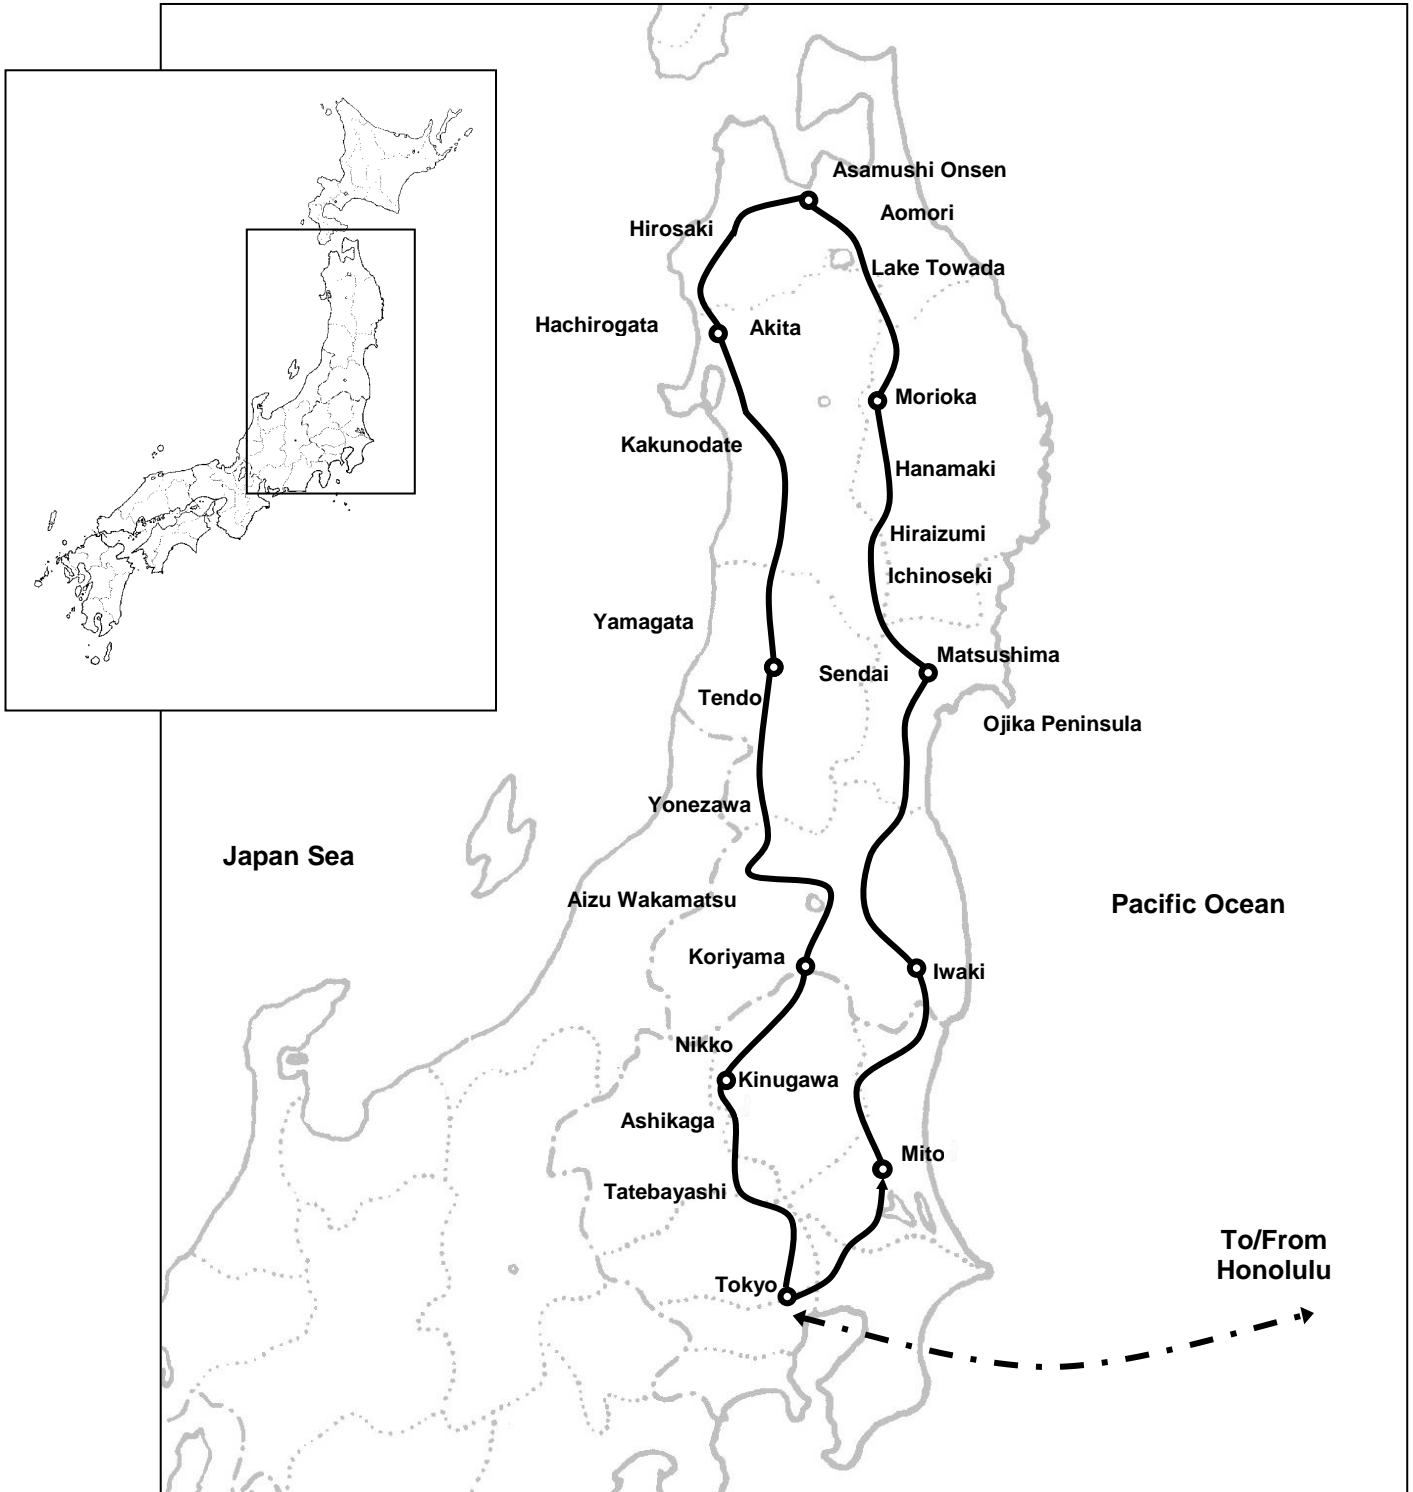 Asamushi Onsen
Aomori
Hirosaki
Lake Towada
Hachirogata
Akita
Morioka
Kakunodate
Hanamaki
Hiraizumi
Ichinoseki
Yamagata
Matsushima
Sendai
Tendo
Ojika Peninsula
Yonezawa
Japan Sea
Aizu Wakamatsu
Pacific Ocean
Koriyama
Iwaki
Nikko
Kinugawa
Ashikaga
Mito
Tatebayashi
To/From
Honolulu
Tokyo